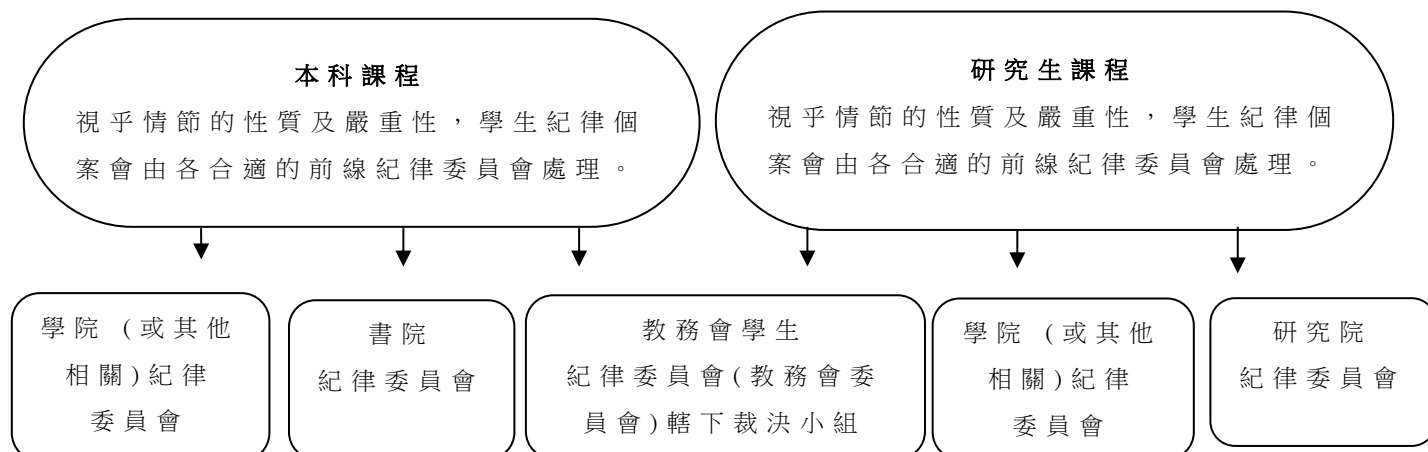 本科課程
視乎情節的性質及嚴重性，學生紀律個
案會由各合適的前線紀律委員會處理。
研究生課程
視乎情節的性質及嚴重性，學生紀律個
案會由各合適的前線紀律委員會處理。
學院 (或其他
相關)紀律
委員會
書院
紀律委員會
教務會學生
紀律委員會(教務會委
員會)轄下裁決小組
學院 (或其他
相關)紀律
委員會
研究院
紀律委員會